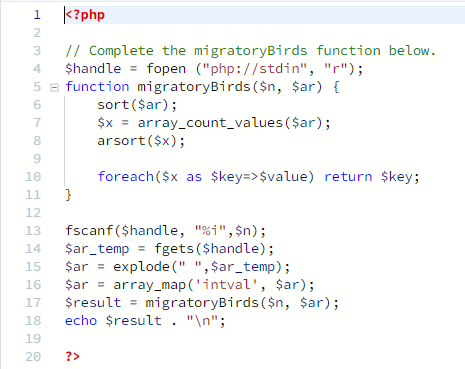 1 <?php
2
3 // Complete the migratoryBirds function below.
4 $handle = fopen ("php://stdin", "r");
5 function migratoryBirds($n, $ar) {
6     sort($ar);
7     $x = array_count_values($ar);
8     arsort($x);
9
10     foreach($x as $key=>$value) return $key;
11 }
12
13 fscanf($handle, "%i",$n);
14 $ar_temp = fgets($handle);
15 $ar = explode(" ",$ar_temp);
16 $ar = array_map('intval', $ar);
17 $result = migratoryBirds($n, $ar);
18 echo $result . "\n";
19
20 ?>